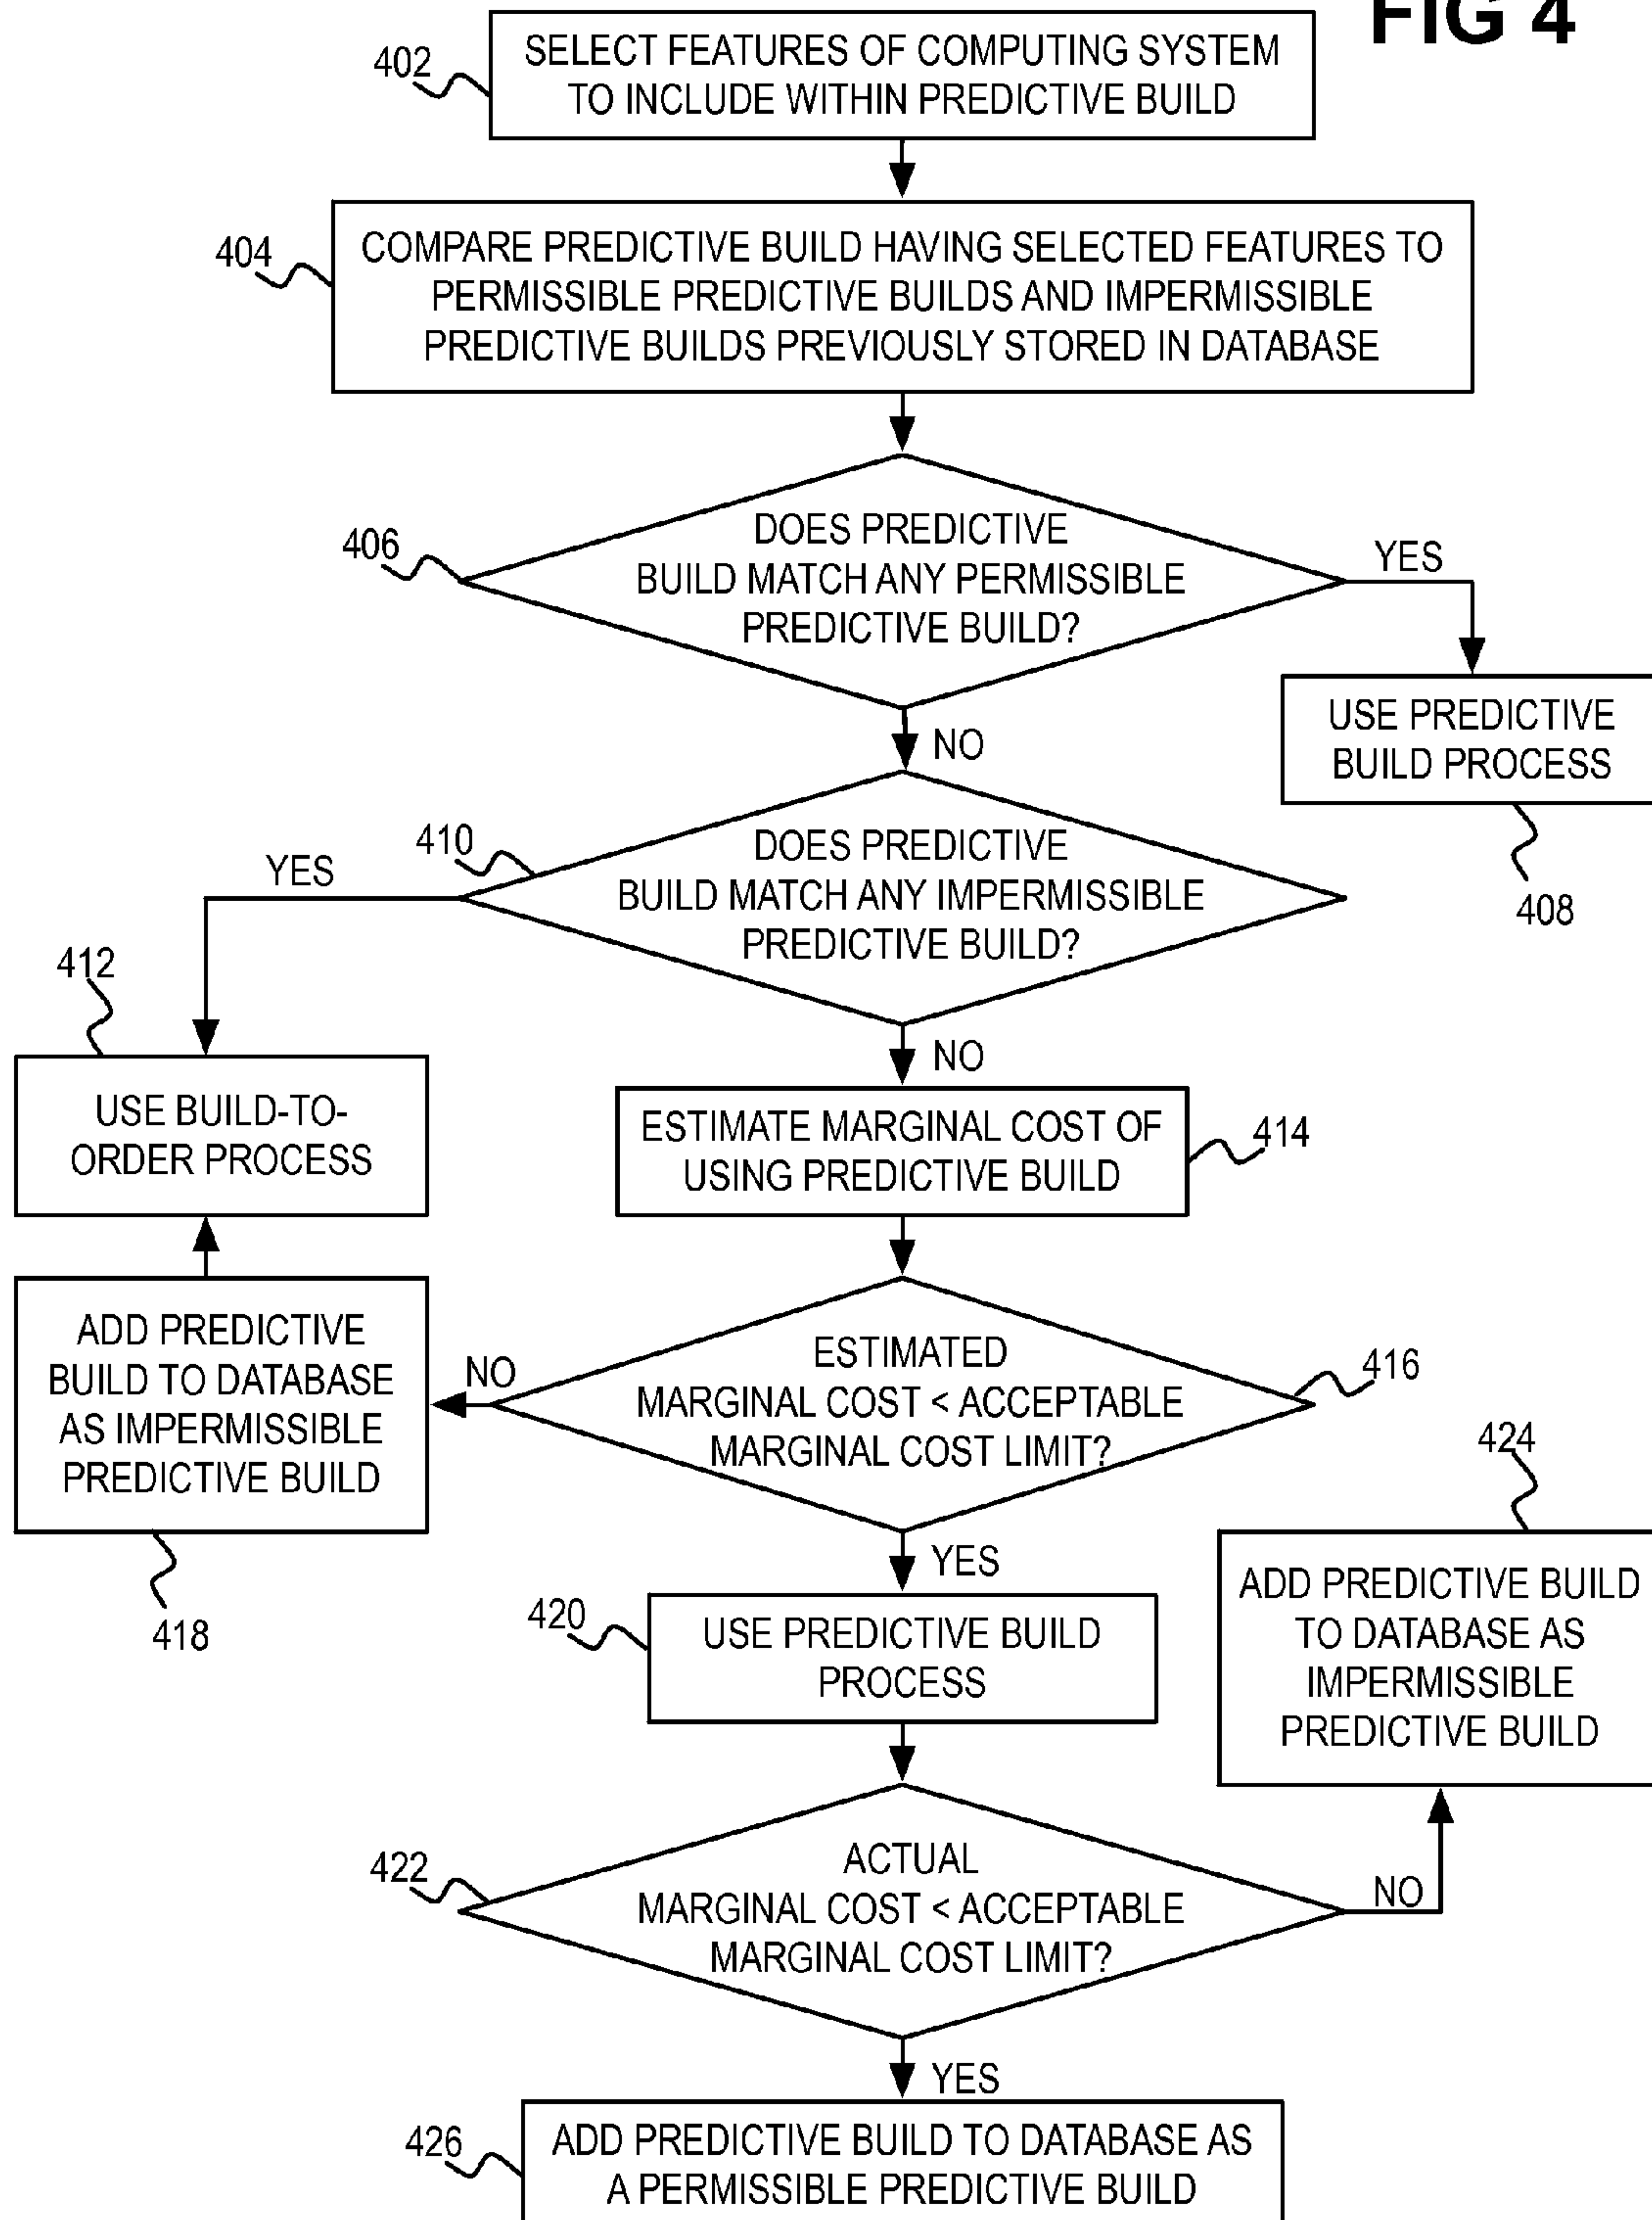 FIG 4
402
SELECT FEATURES OF COMPUTING SYSTEM
TO INCLUDE WITHIN PREDICTIVE BUILD
404
COMPARE PREDICTIVE BUILD HAVING SELECTED FEATURES TO
PERMISSIBLE PREDICTIVE BUILDS AND IMPERMISSIBLE
PREDICTIVE BUILDS PREVIOUSLY STORED IN DATABASE
406
DOES PREDICTIVE
BUILD MATCH ANY PERMISSIBLE
PREDICTIVE BUILD?
YES
USE PREDICTIVE
BUILD PROCESS
408
NO
410
DOES PREDICTIVE
BUILD MATCH ANY IMPERMISSIBLE
PREDICTIVE BUILD?
YES
412
USE BUILD-TO-
ORDER PROCESS
NO
ESTIMATE MARGINAL COST OF
USING PREDICTIVE BUILD
414
ESTIMATED
MARGINAL COST < ACCEPTABLE
MARGINAL COST LIMIT?
416
NO
ADD PREDICTIVE
BUILD TO DATABASE
AS IMPERMISSIBLE
PREDICTIVE BUILD
418
YES
420
USE PREDICTIVE BUILD
PROCESS
424
ADD PREDICTIVE BUILD
TO DATABASE AS
IMPERMISSIBLE
PREDICTIVE BUILD
422
ACTUAL
MARGINAL COST < ACCEPTABLE
MARGINAL COST LIMIT?
NO
YES
426
ADD PREDICTIVE BUILD TO DATABASE AS
A PERMISSIBLE PREDICTIVE BUILD